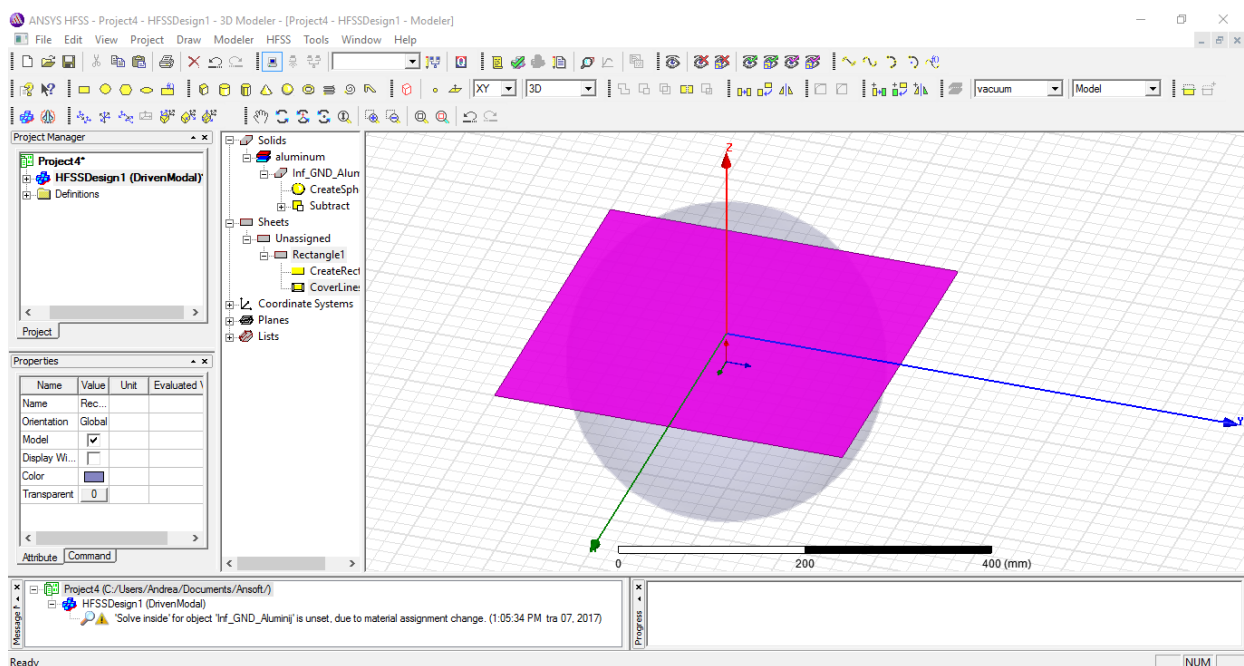 ANSYS HFSS - Project4 - HFSSDesign1 - 3D Modeler - [Project4 - HFSSDesign1 - Modeler]
File Edit View Project Draw Modeler HFSS Tools Window Help
XY 3D vacuum Model
Project Manager
Project4*
HFSSDesign1 (DrivenModal)*
Definitions
Project
Properties
Name Value Unit Evaluated V
Name Rec...
Orientation Global
Model
Display Wi...
Color
Transparent 0
Attribute Command
Solids
aluminum
Inf_GND_Alum
CreateSph
Subtract
Sheets
Unassigned
Rectangle1
CreateRect
CoverLines
Coordinate Systems
Planes
Lists
Z
Y
0 200 400 (mm)
Message
Project4 (C:/Users/Andrea/Documents/Ansoft/)
HFSSDesign1 (DrivenModal)
'Solve inside' for object 'Inf_GND_Aluminij' is unset, due to material assignment change. (1:05:34 PM tra 07, 2017)
Progress
Ready
NUM